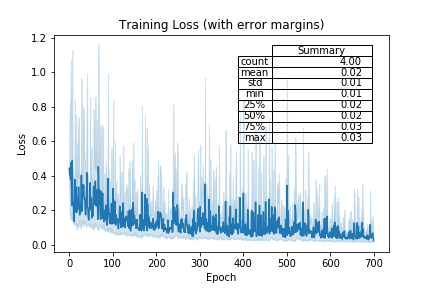 Training Loss (with error margins)
Summary
count 4.00
mean 0.02
std 0.01
min 0.01
25% 0.02
50% 0.02
75% 0.03
max 0.03
1.2
1.0
0.8
0.6
0.4
0.2
0.0
Loss
0 100 200 300 400 500 600 700
Epoch